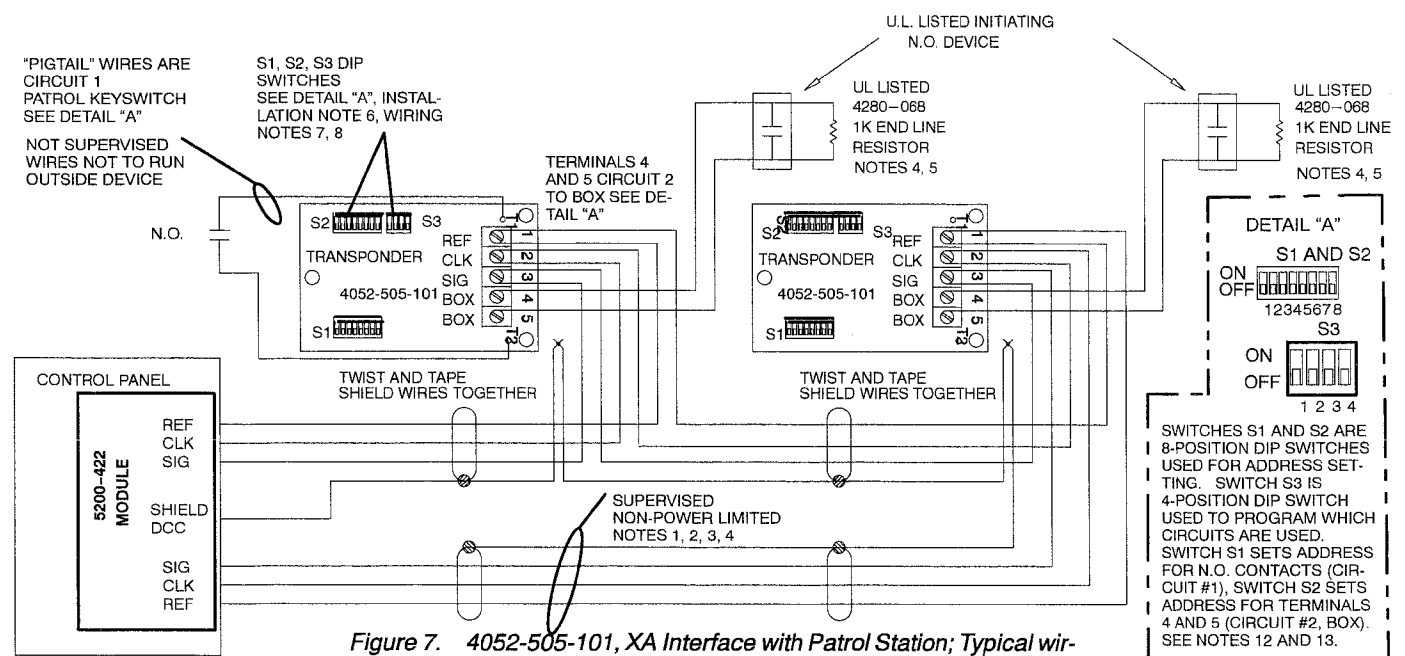 U.L. LISTED INITIATING
N.O. DEVICE
"PIGTAIL" WIRES ARE
CIRCUIT 1
PATROL KEYSWITCH
SEE DETAIL "A"
NOT SUPERVISED
WIRES NOT TO RUN
OUTSIDE DEVICE
S1, S2, S3 DIP
SWITCHES
SEE DETAIL "A", INSTAL-
LATION NOTE 6, WIRING
NOTES 7, 8
TERMINALS 4
AND 5 CIRCUIT 2
TO BOX SEE DE-
TAIL "A"
UL LISTED
4280-068
1K END LINE
RESISTOR
NOTES 4, 5
UL LISTED
4280-068
1K END LINE
RESISTOR
NOTES 4, 5
N.O.
S2
S3
T1
REF 1
CLK 2
SIG 3
BOX 4
BOX 5
T2
TRANSPONDER
4052-505-101
S1
S2
S2
S3
T1
REF 1
CLK 2
SIG 3
BOX 4
BOX 5
T2
TRANSPONDER
4052-505-101
S1
TWIST AND TAPE
SHIELD WIRES TOGETHER
TWIST AND TAPE
SHIELD WIRES TOGETHER
CONTROL PANEL
5200-422
MODULE
REF
CLK
SIG
SHIELD
DCC
SIG
CLK
REF
SUPERVISED
NON-POWER LIMITED
NOTES 1, 2, 3, 4
DETAIL "A"
S1 AND S2
ON
OFF
12345678
S3
ON
OFF
1 2 3 4
SWITCHES S1 AND S2 ARE
8-POSITION DIP SWITCHES
USED FOR ADDRESS SET-
TING. SWITCH S3 IS
4-POSITION DIP SWITCH
USED TO PROGRAM WHICH
CIRCUITS ARE USED.
SWITCH S1 SETS ADDRESS
FOR N.O. CONTACTS (CIR-
CUIT #1), SWITCH S2 SETS
ADDRESS FOR TERMINALS
4 AND 5 (CIRCUIT #2, BOX).
SEE NOTES 12 AND 13.
Figure 7. 4052-505-101, XA Interface with Patrol Station; Typical wir-